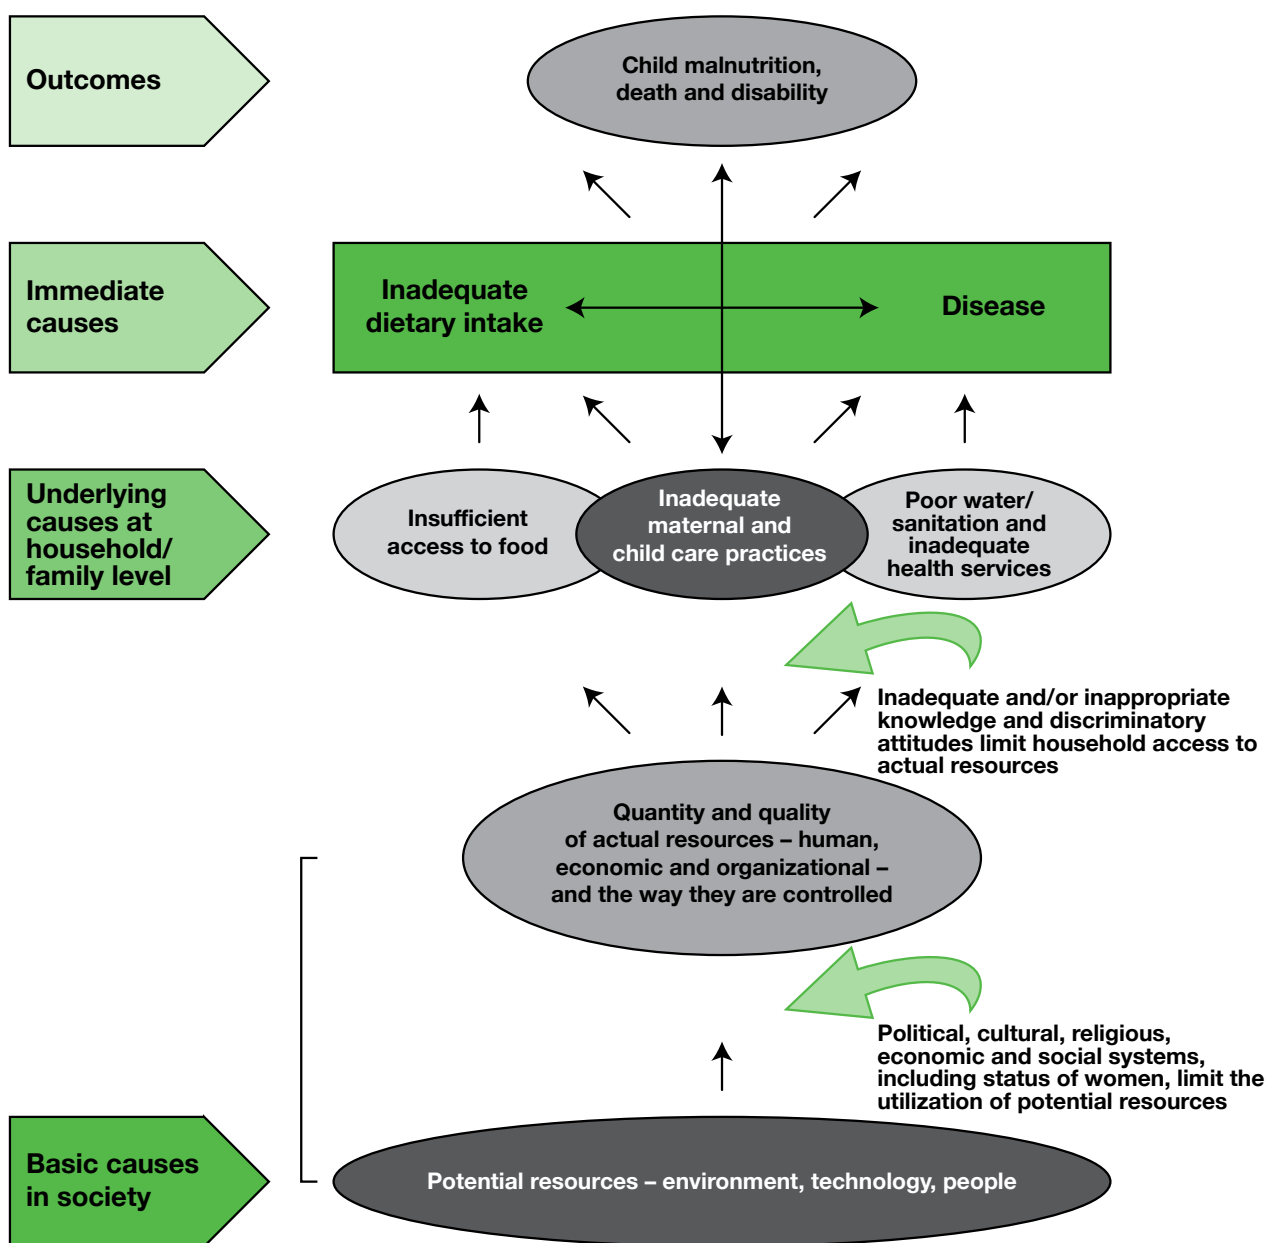 Outcomes
Child malnutrition,
death and disability
Immediate
causes
Inadequate
dietary intake
Disease
Underlying
causes at
household/
family level
Insufficient
access to food
Inadequate
maternal and
child care practices
Poor water/
sanitation and
inadequate
health services
Inadequate and/or inappropriate
knowledge and discriminatory
attitudes limit household access to
actual resources
Quantity and quality
of actual resources – human,
economic and organizational –
and the way they are controlled
Political, cultural, religious,
economic and social systems,
including status of women, limit the
utilization of potential resources
Basic causes
in society
Potential resources – environment, technology, people